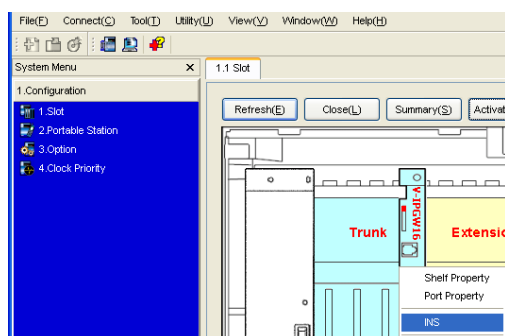 File(F) Connect(C) Tool(T) Utility(U) View(V) Window(W) Help(H)
System Menu X
1.1 Slot
1.Configuration
1.Slot
2.Portable Station
3.Option
4.Clock Priority
Refresh(E) Close(L) Summary(S) Activat
V-IPGW16
Trunk
Extensio
Shelf Property
Port Property
INS